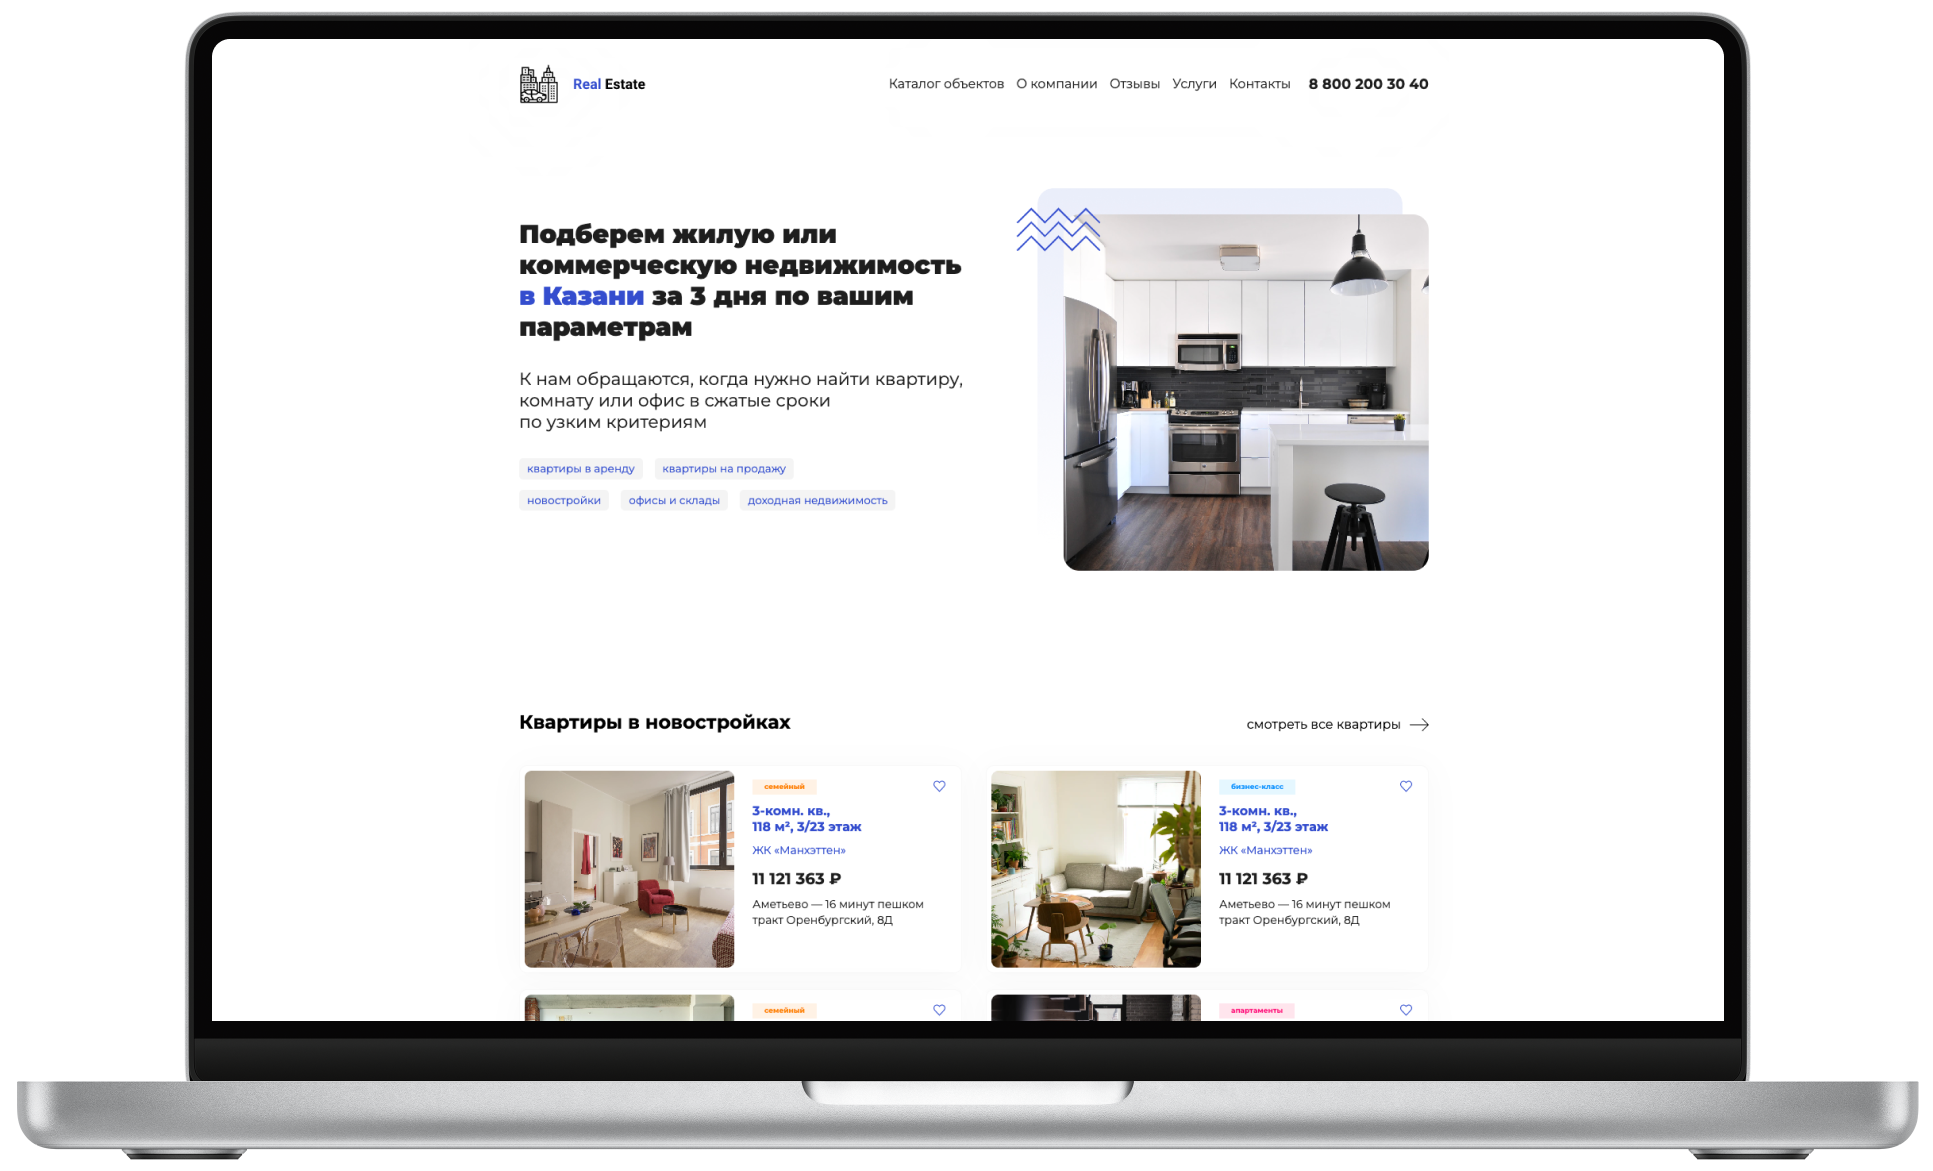 Real Estate
Каталог объектов О компании Отзывы Услуги Контакты 8 800 200 30 40
Подберем жилую или
коммерческую недвижимость
в Казани за 3 дня по вашим
параметрам
К нам обращаются, когда нужно найти квартиру,
комнату или офис в сжатые сроки
по узким критериям
квартиры в аренду квартиры на продажу
новостройки офисы и склады доходная недвижимость
Квартиры в новостройках
смотреть все квартиры
семейный
3-комн. кв.,
118 м², 3/23 этаж
ЖК «Манхэттен»
11 121 363 ₽
Аметьево — 16 минут пешком
тракт Оренбургский, 8Д
бизнес-класс
3-комн. кв.,
118 м², 3/23 этаж
ЖК «Манхэттен»
11 121 363 ₽
Аметьево — 16 минут пешком
тракт Оренбургский, 8Д
семейный
апартаменты